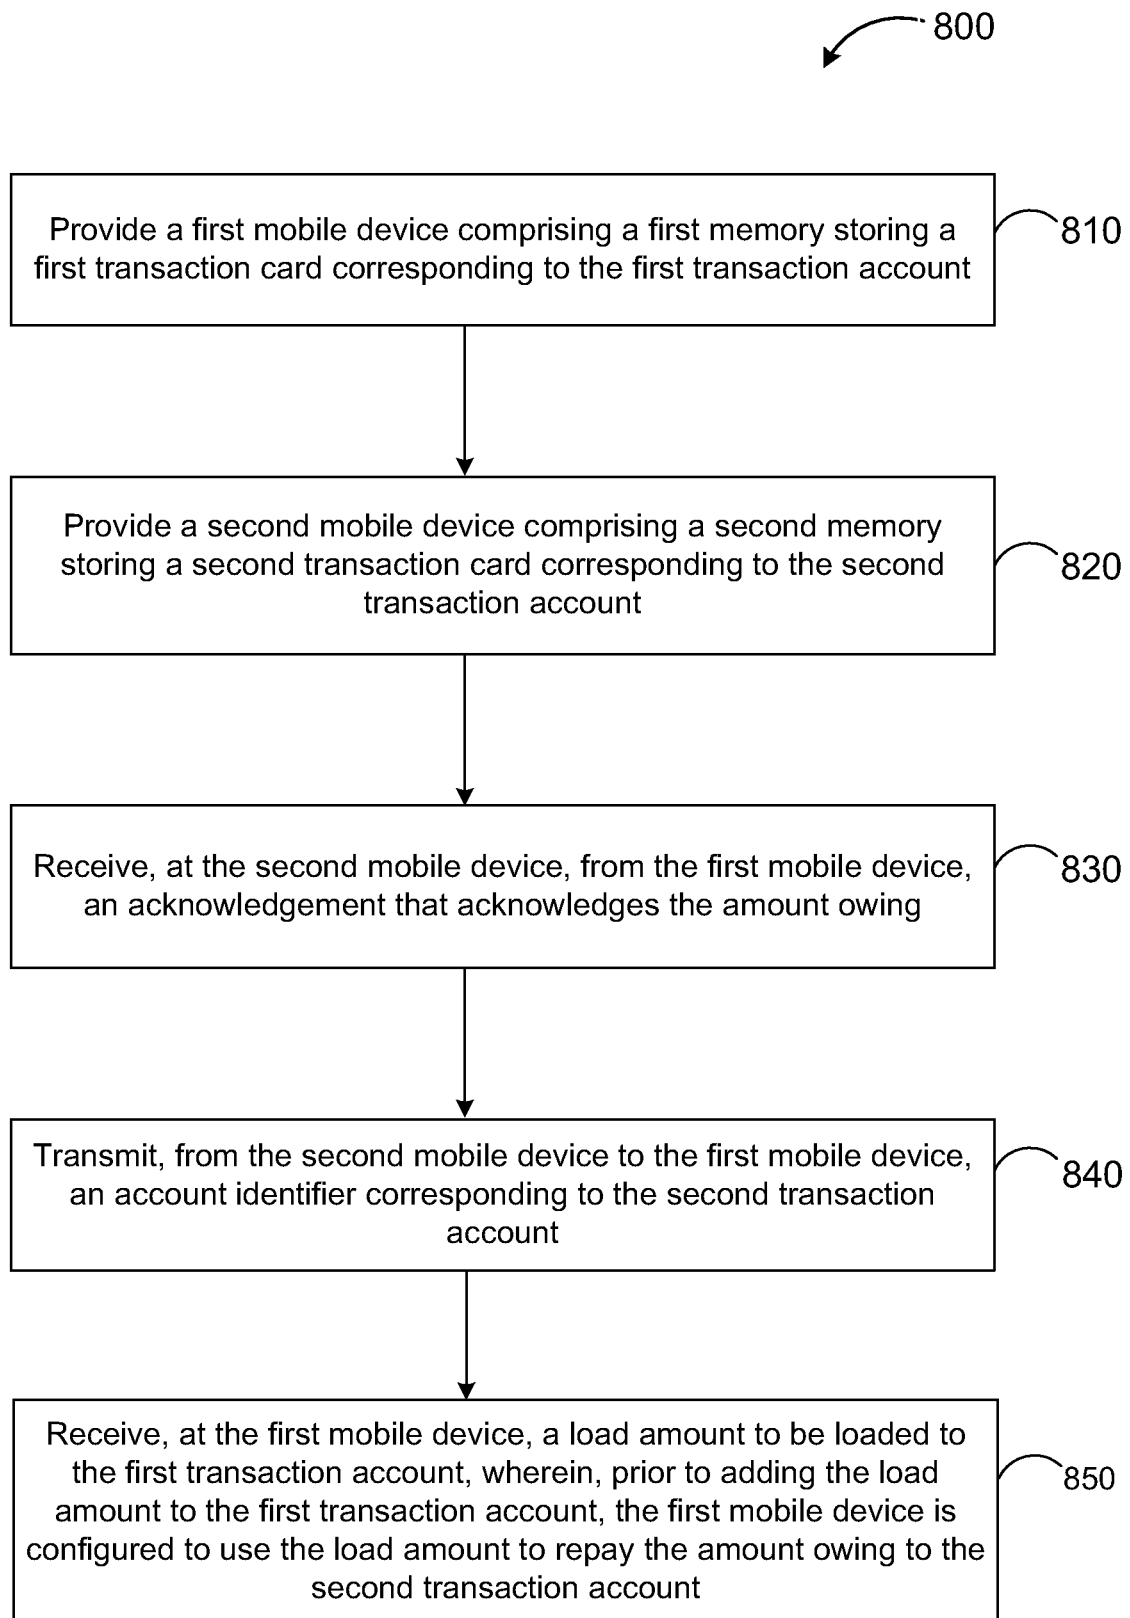 800
Provide a first mobile device comprising a first memory storing a
first transaction card corresponding to the first transaction account
810
Provide a second mobile device comprising a second memory
storing a second transaction card corresponding to the second
transaction account
820
Receive, at the second mobile device, from the first mobile device,
an acknowledgement that acknowledges the amount owing
830
Transmit, from the second mobile device to the first mobile device,
an account identifier corresponding to the second transaction
account
840
Receive, at the first mobile device, a load amount to be loaded to
the first transaction account, wherein, prior to adding the load
amount to the first transaction account, the first mobile device is
configured to use the load amount to repay the amount owing to the
second transaction account
850